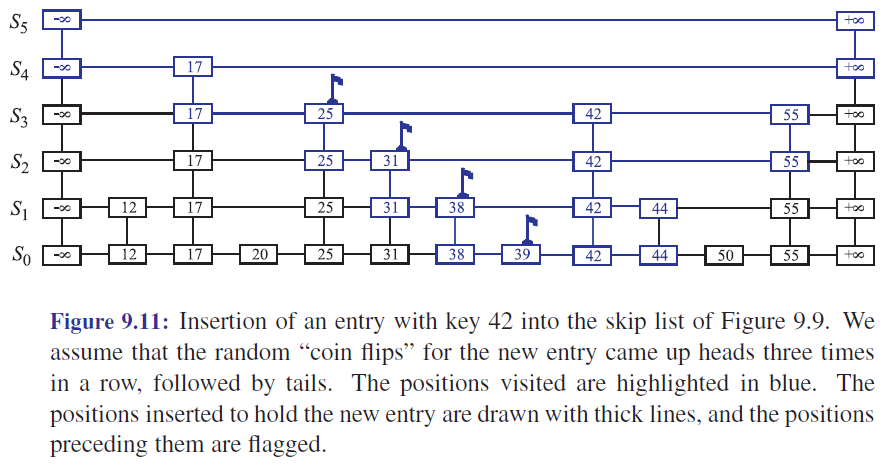 S5 -∞ +∞
S4 -∞ 17 +∞
S3 -∞ 17 25 42 55 +∞
S2 -∞ 17 25 31 42 55 +∞
S1 -∞ 12 17 25 31 38 42 44 55 +∞
S0 -∞ 12 17 20 25 31 38 39 42 44 50 55 +∞
Figure 9.11: Insertion of an entry with key 42 into the skip list of Figure 9.9. We
assume that the random “coin flips” for the new entry came up heads three times
in a row, followed by tails. The positions visited are highlighted in blue. The
positions inserted to hold the new entry are drawn with thick lines, and the positions
preceding them are flagged.